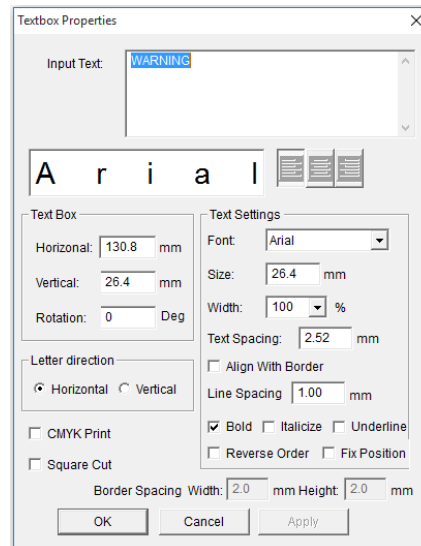 Textbox Properties
Input Text:
WARNING
A r i a l
Text Box
Horizonal: 130.8 mm
Vertical: 26.4 mm
Rotation: 0 Deg
Text Settings
Font: Arial
Size: 26.4 mm
Width: 100 %
Text Spacing: 2.52 mm
Align With Border
Line Spacing 1.00 mm
Bold Italicize Underline
Reverse Order Fix Position
Letter direction
Horizontal Vertical
CMYK Print
Square Cut
Border Spacing Width: 2.0 mm Height: 2.0 mm
OK Cancel Apply